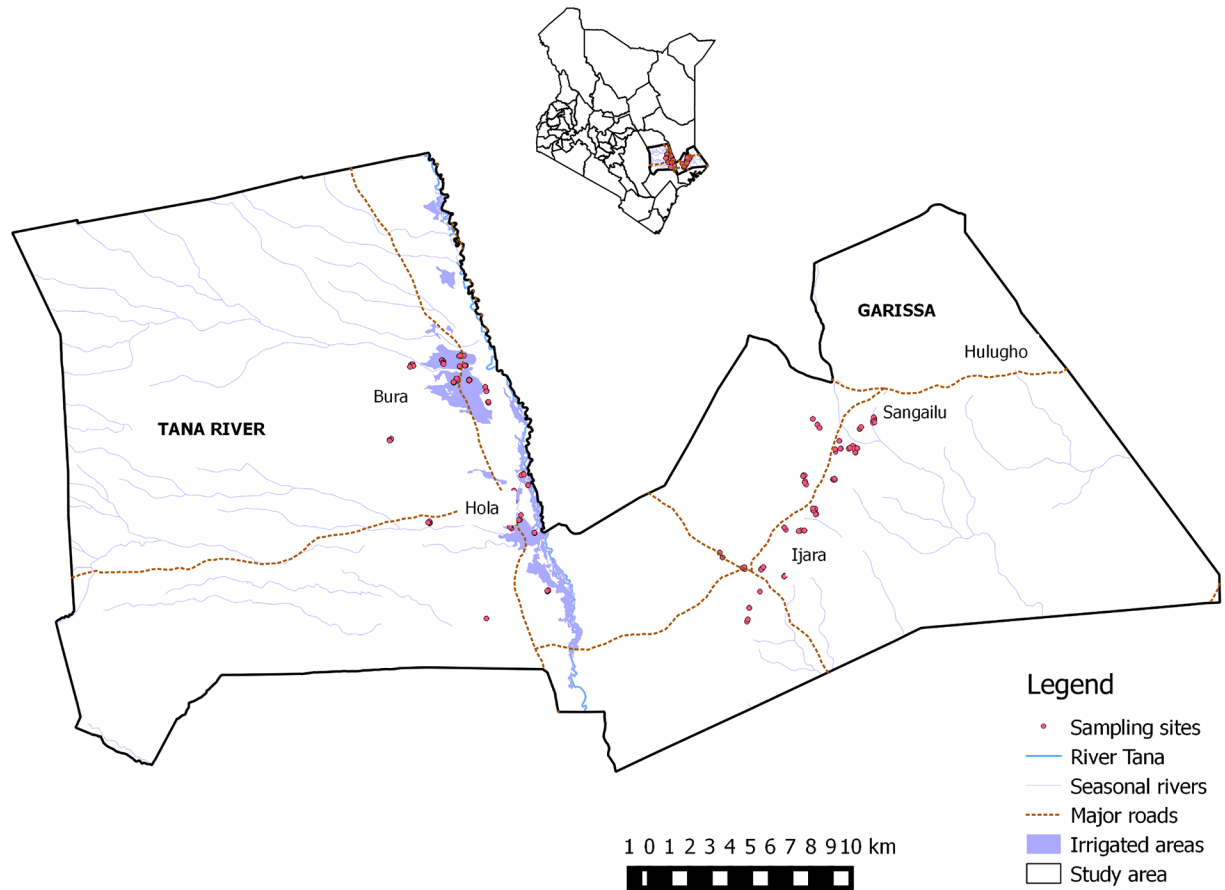 GARISSA
Hulugho
Bura
Sangailu
TANA RIVER
Hola
Ijara
Legend
Sampling sites
River Tana
Seasonal rivers
Major roads
Irrigated areas
Study area
1 0 1 2 3 4 5 6 7 8 9 10 km